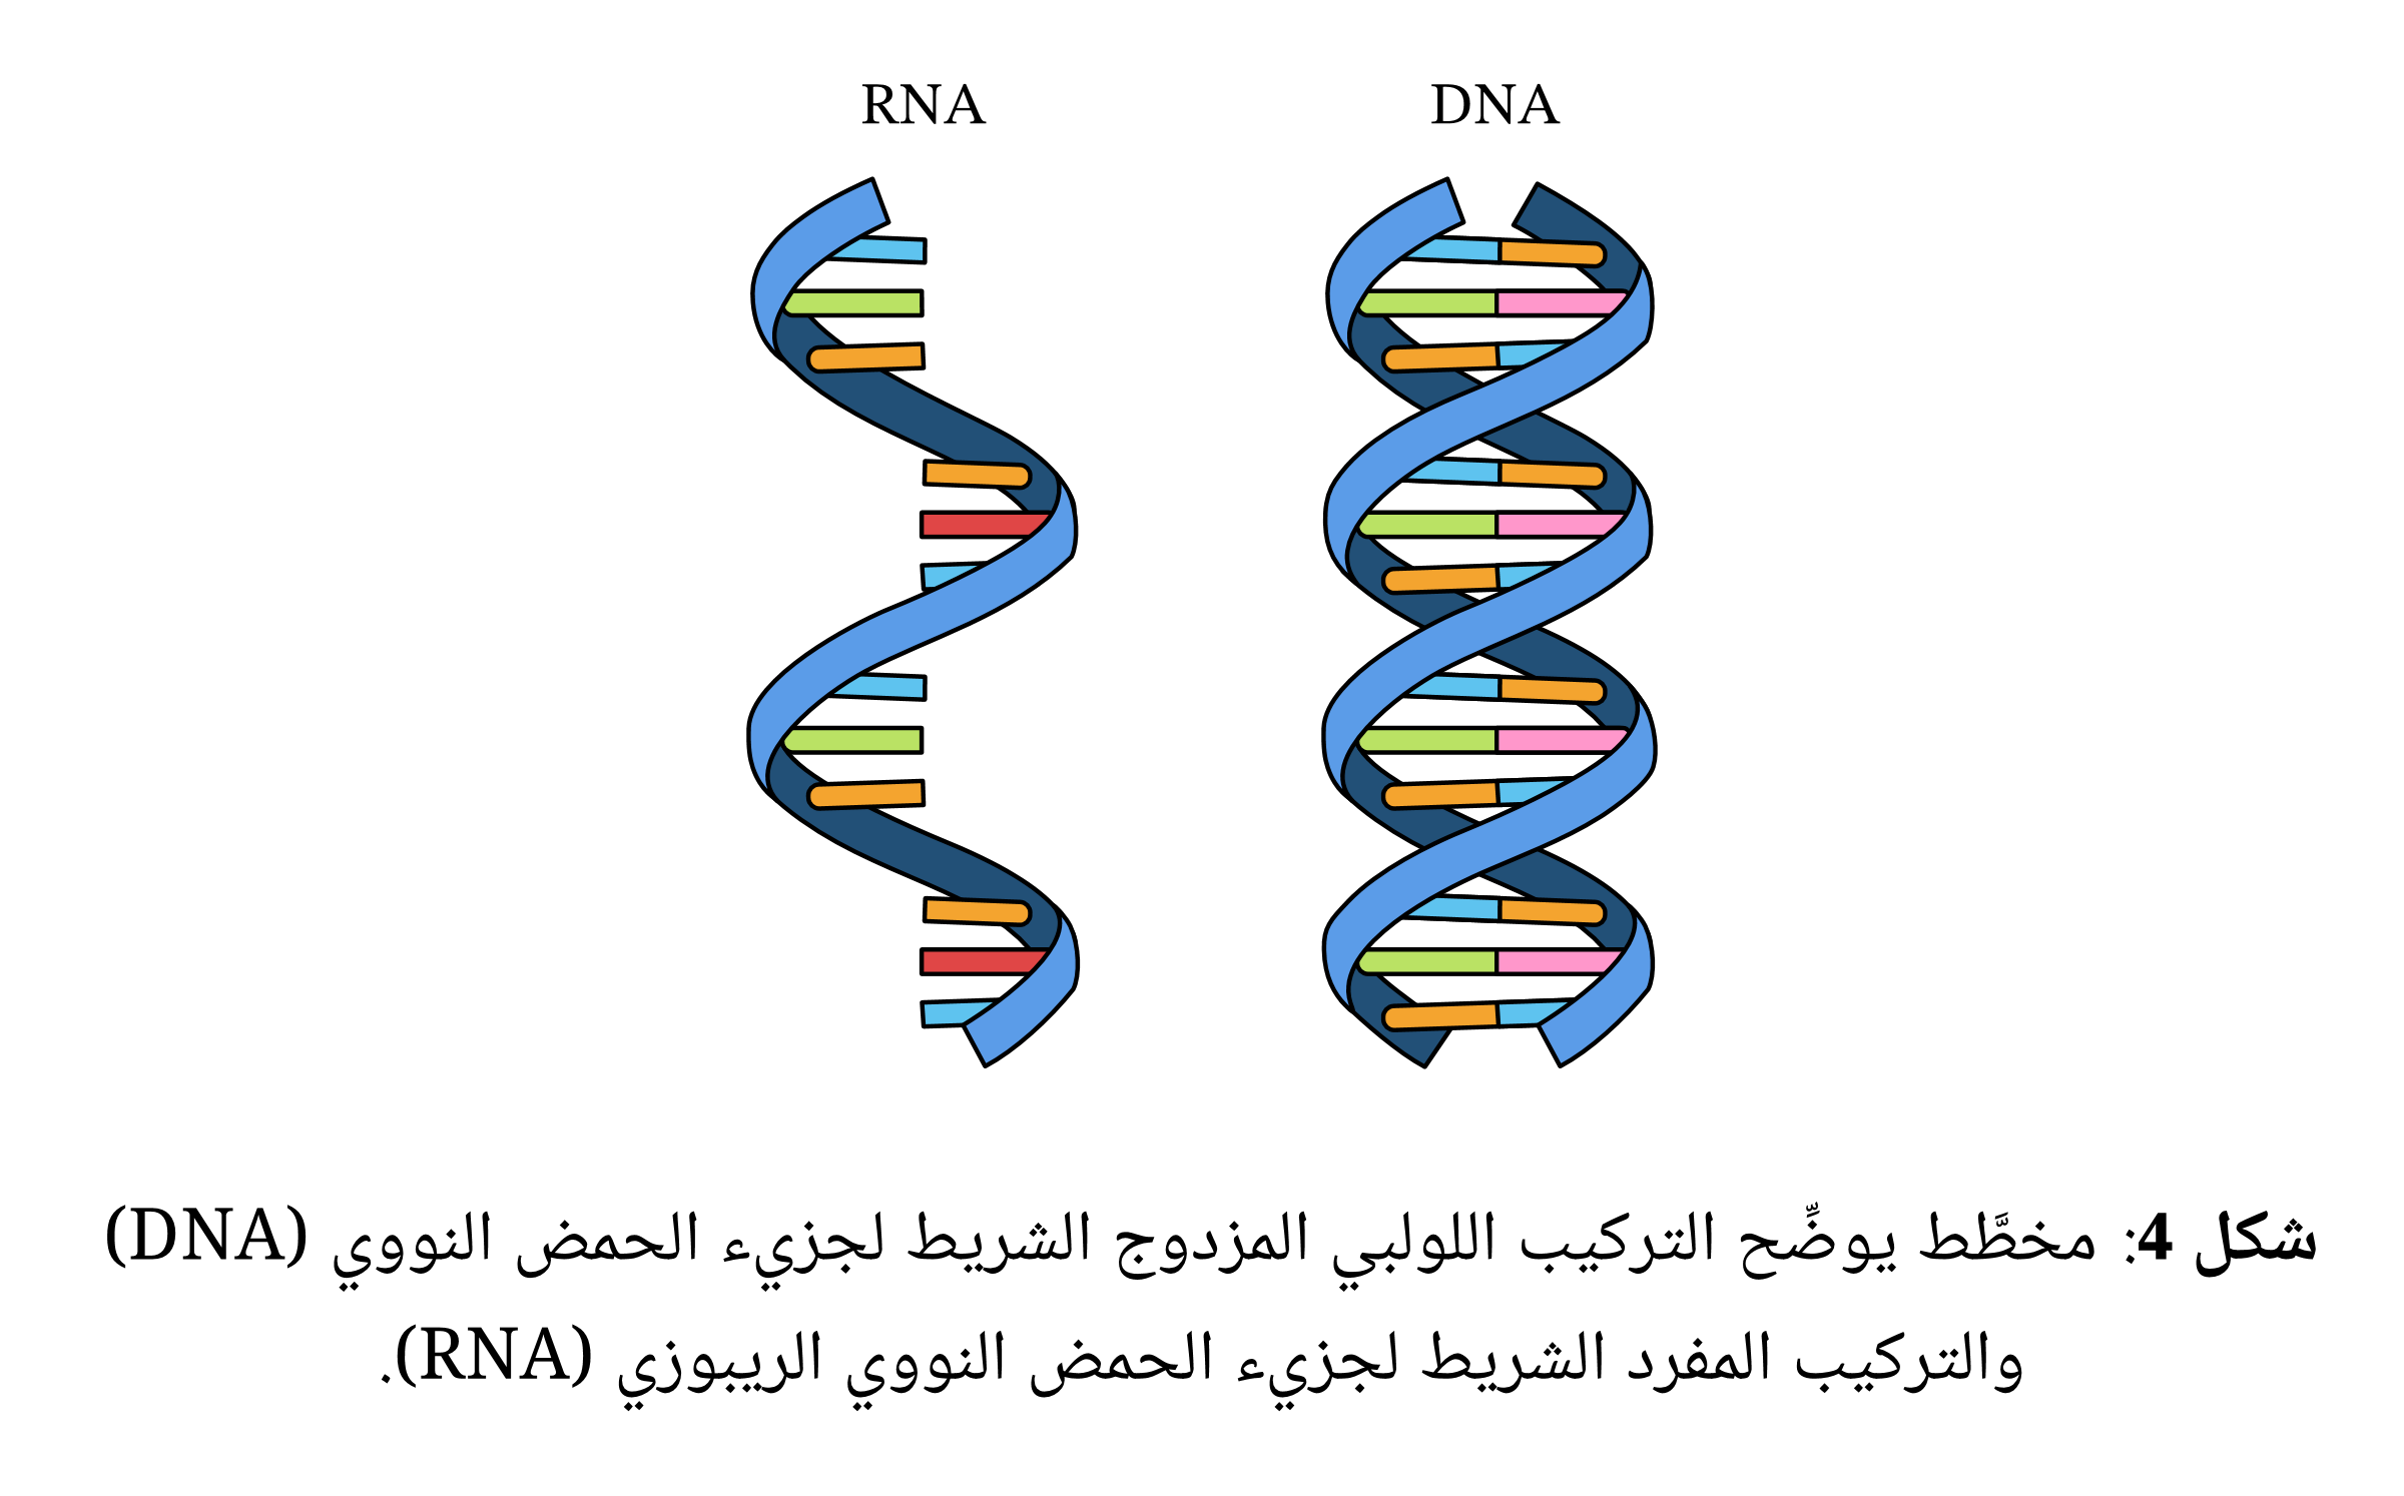 DNA
RNA
شكل 4: مخطَّط يوضِّح التركيب اللولبي المزدوج الشريط لجزيء الحمض النووي (DNA)
والتركيب المفرد الشريط لجزيء الحمض النووي الريبوزي (RNA).